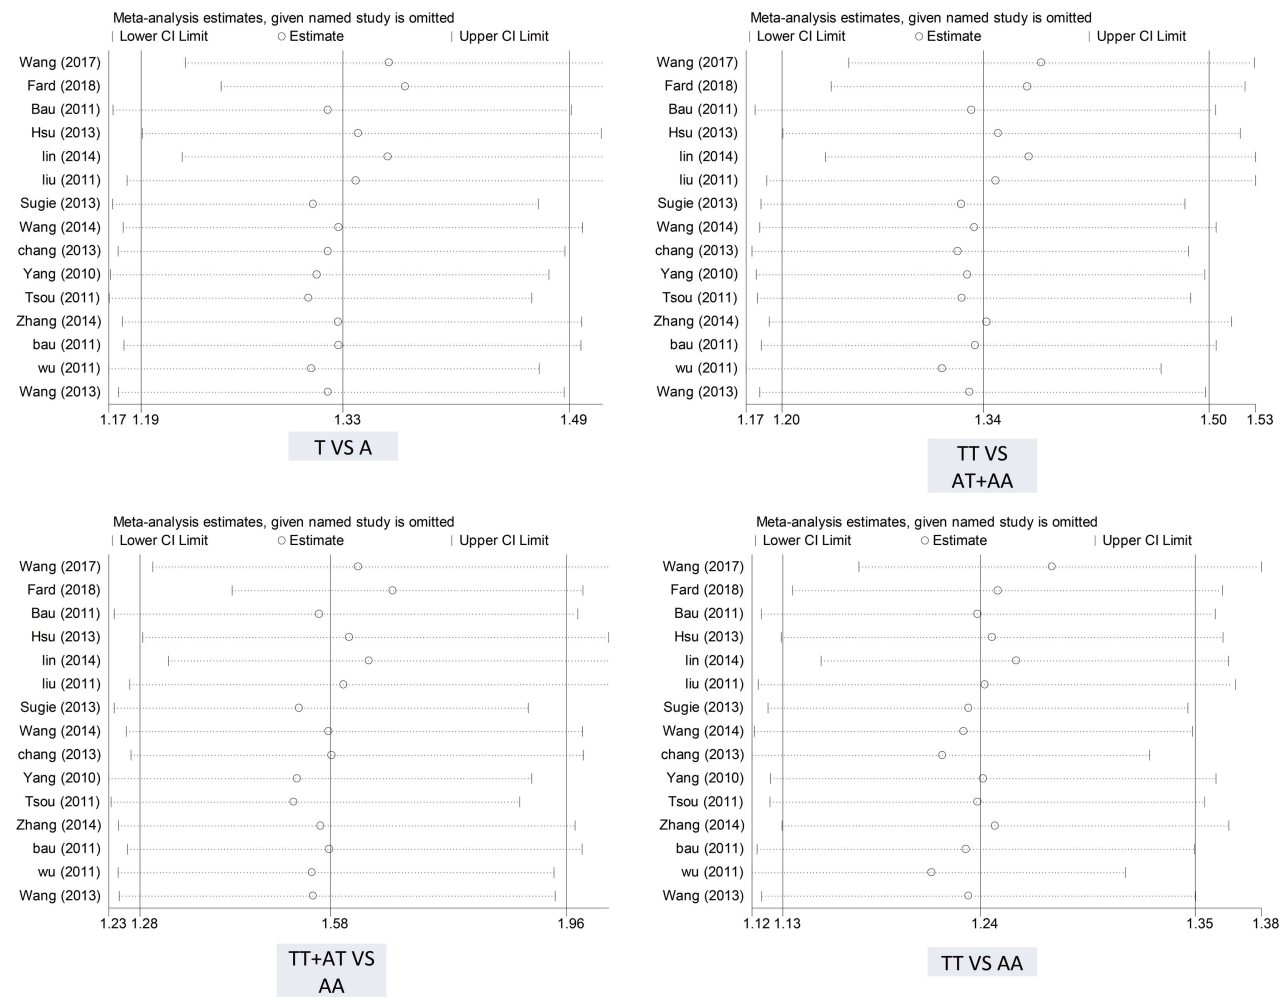 Meta-analysis estimates, given named study is omitted
Lower CI Limit Estimate Upper CI Limit
Wang (2017)
Fard (2018)
Bau (2011)
Hsu (2013)
lin (2014)
liu (2011)
Sugie (2013)
Wang (2014)
chang (2013)
Yang (2010)
Tsou (2011)
Zhang (2014)
bau (2011)
wu (2011)
Wang (2013)
1.17 1.19 1.33 1.49
T VS A
Meta-analysis estimates, given named study is omitted
Lower CI Limit Estimate Upper CI Limit
Wang (2017)
Fard (2018)
Bau (2011)
Hsu (2013)
lin (2014)
liu (2011)
Sugie (2013)
Wang (2014)
chang (2013)
Yang (2010)
Tsou (2011)
Zhang (2014)
bau (2011)
wu (2011)
Wang (2013)
1.17 1.20 1.34 1.50 1.53
TT VS
AT+AA
Meta-analysis estimates, given named study is omitted
Lower CI Limit Estimate Upper CI Limit
Wang (2017)
Fard (2018)
Bau (2011)
Hsu (2013)
lin (2014)
liu (2011)
Sugie (2013)
Wang (2014)
chang (2013)
Yang (2010)
Tsou (2011)
Zhang (2014)
bau (2011)
wu (2011)
Wang (2013)
1.23 1.28 1.58 1.96
TT+AT VS
AA
Meta-analysis estimates, given named study is omitted
Lower CI Limit Estimate Upper CI Limit
Wang (2017)
Fard (2018)
Bau (2011)
Hsu (2013)
lin (2014)
liu (2011)
Sugie (2013)
Wang (2014)
chang (2013)
Yang (2010)
Tsou (2011)
Zhang (2014)
bau (2011)
wu (2011)
Wang (2013)
1.12 1.13 1.24 1.35 1.38
TT VS AA